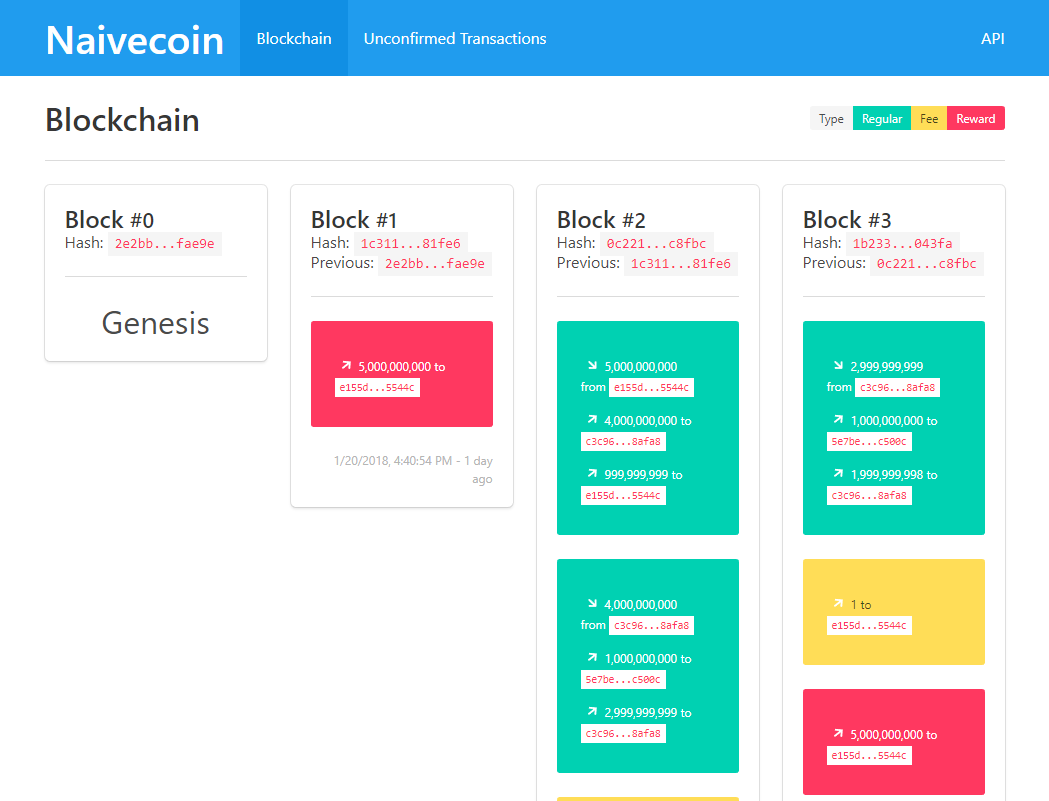 Naivecoin
Blockchain
Unconfirmed Transactions
API
Blockchain
Type Regular Fee Reward
Block #0
Hash: 2e2bb...fae9e
Genesis
Block #1
Hash: 1c311...81fe6
Previous: 2e2bb...fae9e
5,000,000,000 to
e155d...5544c
1/20/2018, 4:40:54 PM - 1 day
ago
Block #2
Hash: 0c221...c8fbc
Previous: 1c311...81fe6
5,000,000,000
from e155d...5544c
4,000,000,000 to
c3c96...8afa8
999,999,999 to
e155d...5544c
4,000,000,000
from c3c96...8afa8
1,000,000,000 to
5e7be...c500c
2,999,999,999 to
c3c96...8afa8
Block #3
Hash: 1b233...043fa
Previous: 0c221...c8fbc
2,999,999,999
from c3c96...8afa8
1,000,000,000 to
5e7be...c500c
1,999,999,998 to
c3c96...8afa8
1 to
e155d...5544c
5,000,000,000 to
e155d...5544c